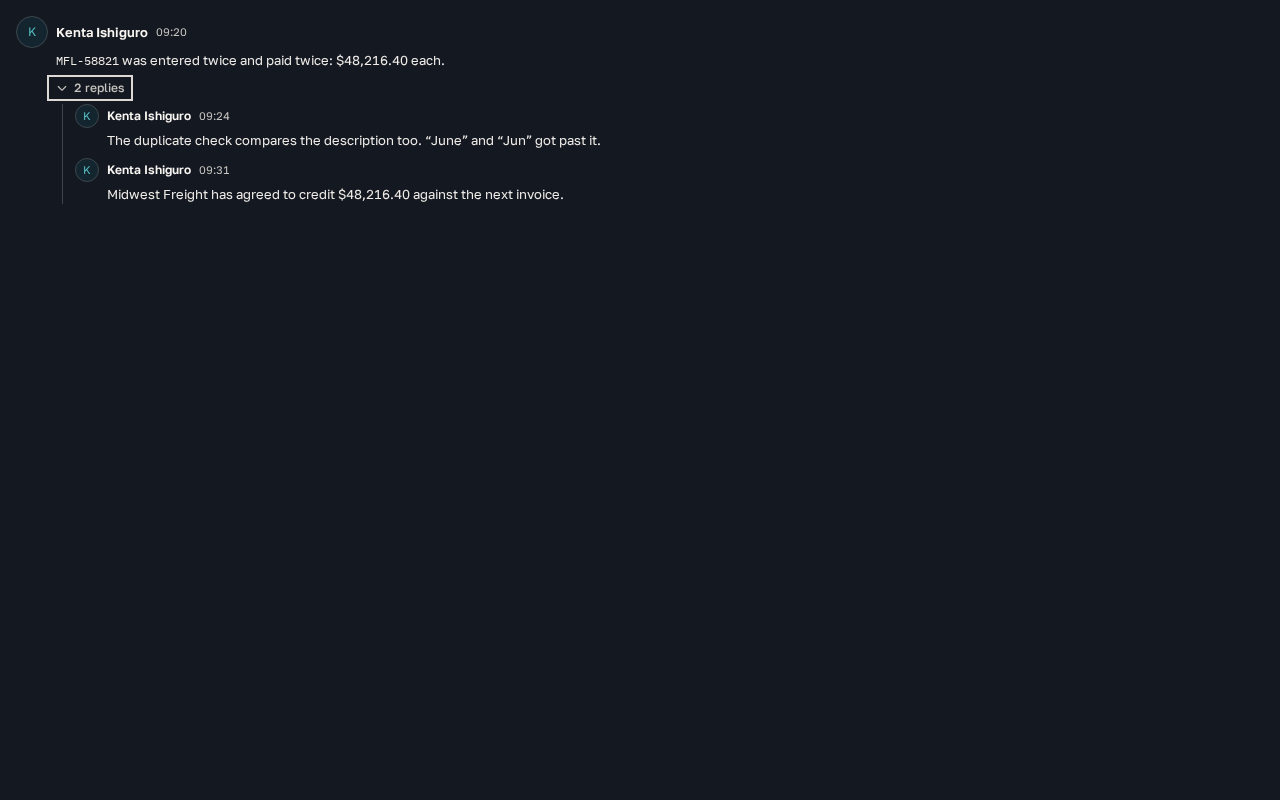 K Kenta Ishiguro 09:20
MFL-58821 was entered twice and paid twice: $48,216.40 each.
2 replies
K Kenta Ishiguro 09:24
The duplicate check compares the description too. “June” and “Jun” got past it.
K Kenta Ishiguro 09:31
Midwest Freight has agreed to credit $48,216.40 against the next invoice.